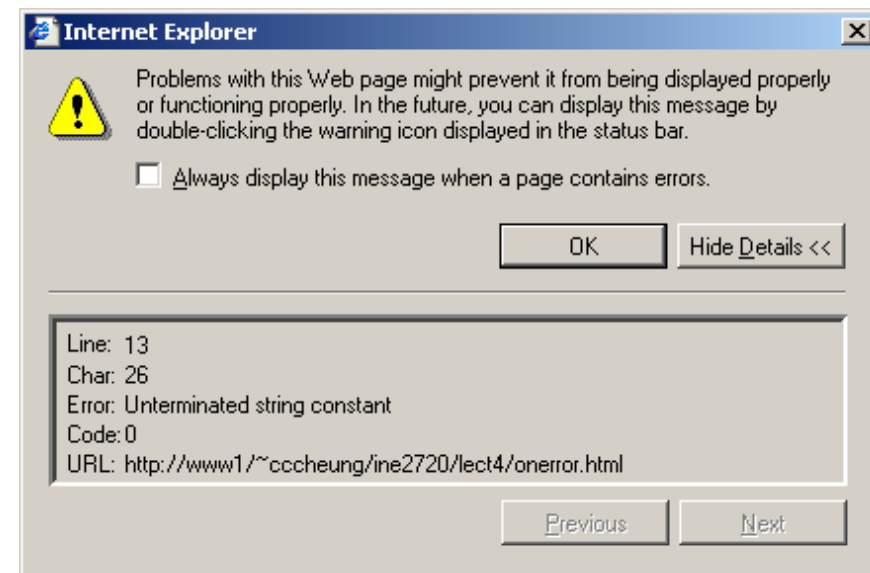 Internet Explorer
Problems with this Web page might prevent it from being displayed properly
or functioning properly. In the future, you can display this message by
double-clicking the warning icon displayed in the status bar.
Always display this message when a page contains errors.
OK
Hide Details <<
Line: 13
Char: 26
Error: Unterminated string constant
Code: 0
URL: http://www1/~cccheung/ine2720/lect4/onerror.html
Previous
Next